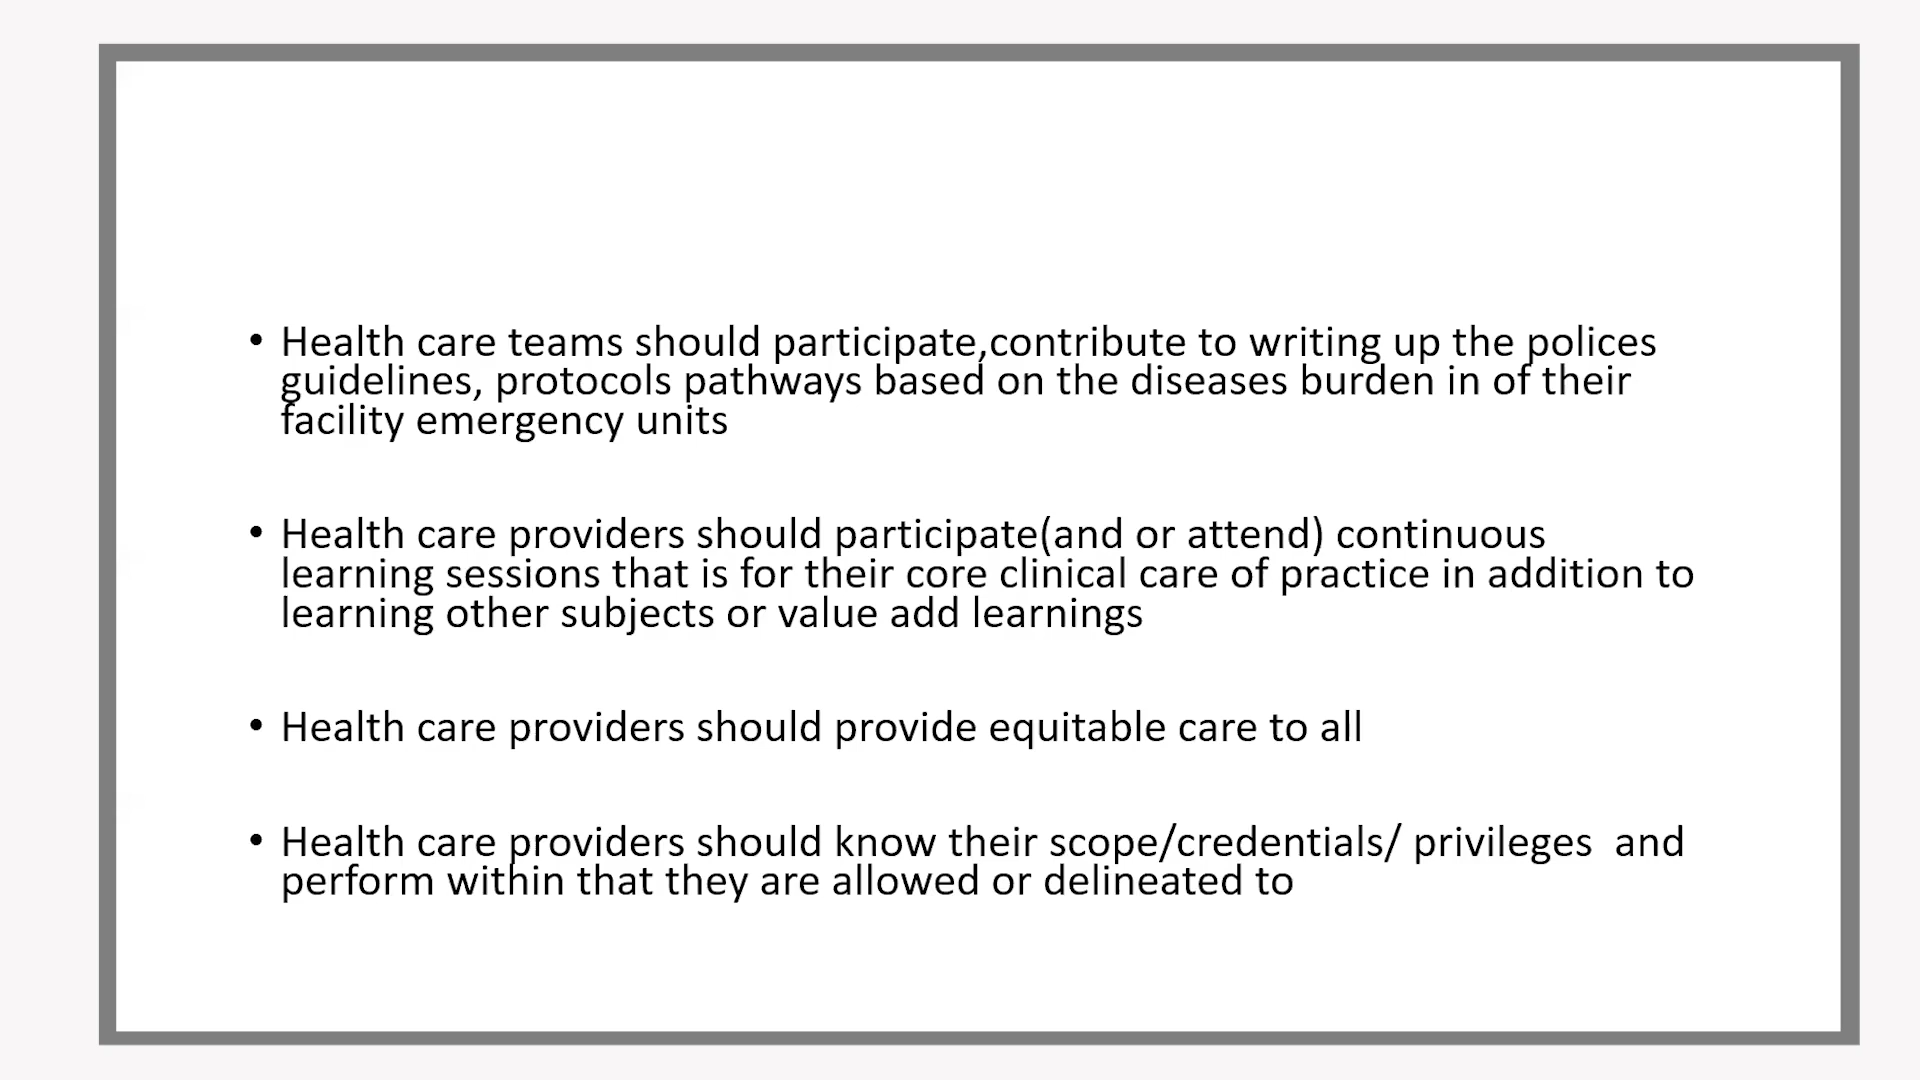 • Health care teams should participate,contribute to writing up the polices
guidelines, protocols pathways based on the diseases burden in of their
facility emergency units
• Health care providers should participate(and or attend) continuous
learning sessions that is for their core clinical care of practice in addition to
learning other subjects or value add learnings
• Health care providers should provide equitable care to all
• Health care providers should know their scope/credentials/ privileges  and
perform within that they are allowed or delineated to